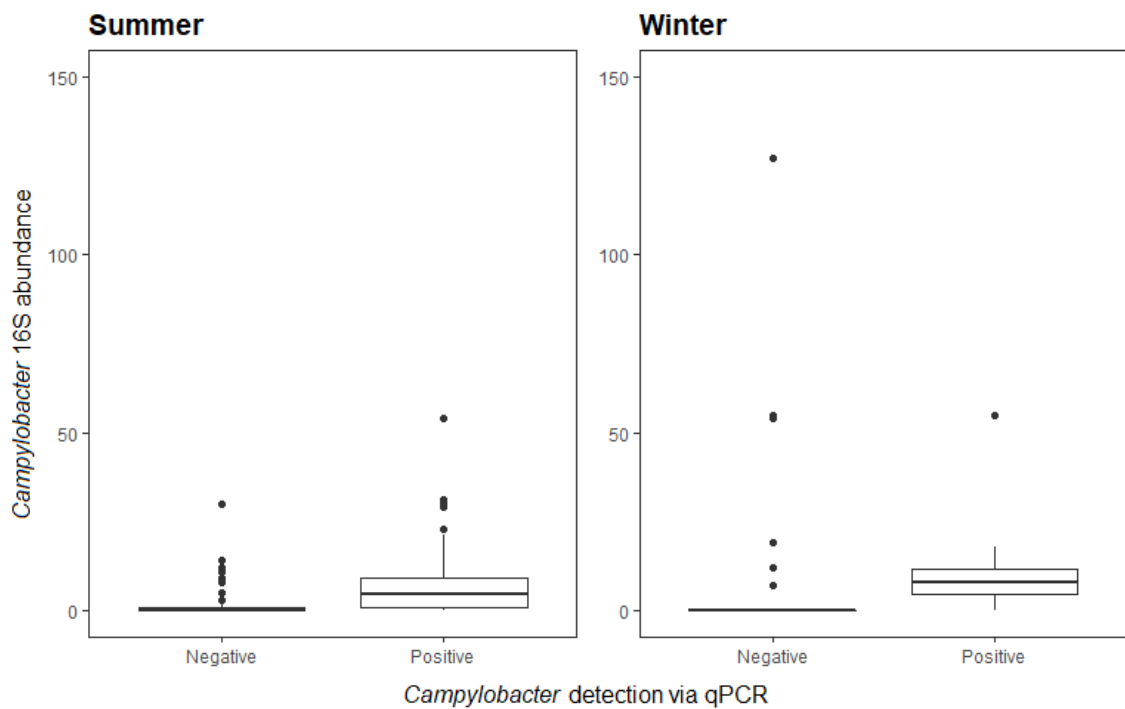 Summer
Winter
Campylobacter 16S abundance
150
100
50
0
150
100
50
0
Negative
Positive
Negative
Positive
Campylobacter detection via qPCR